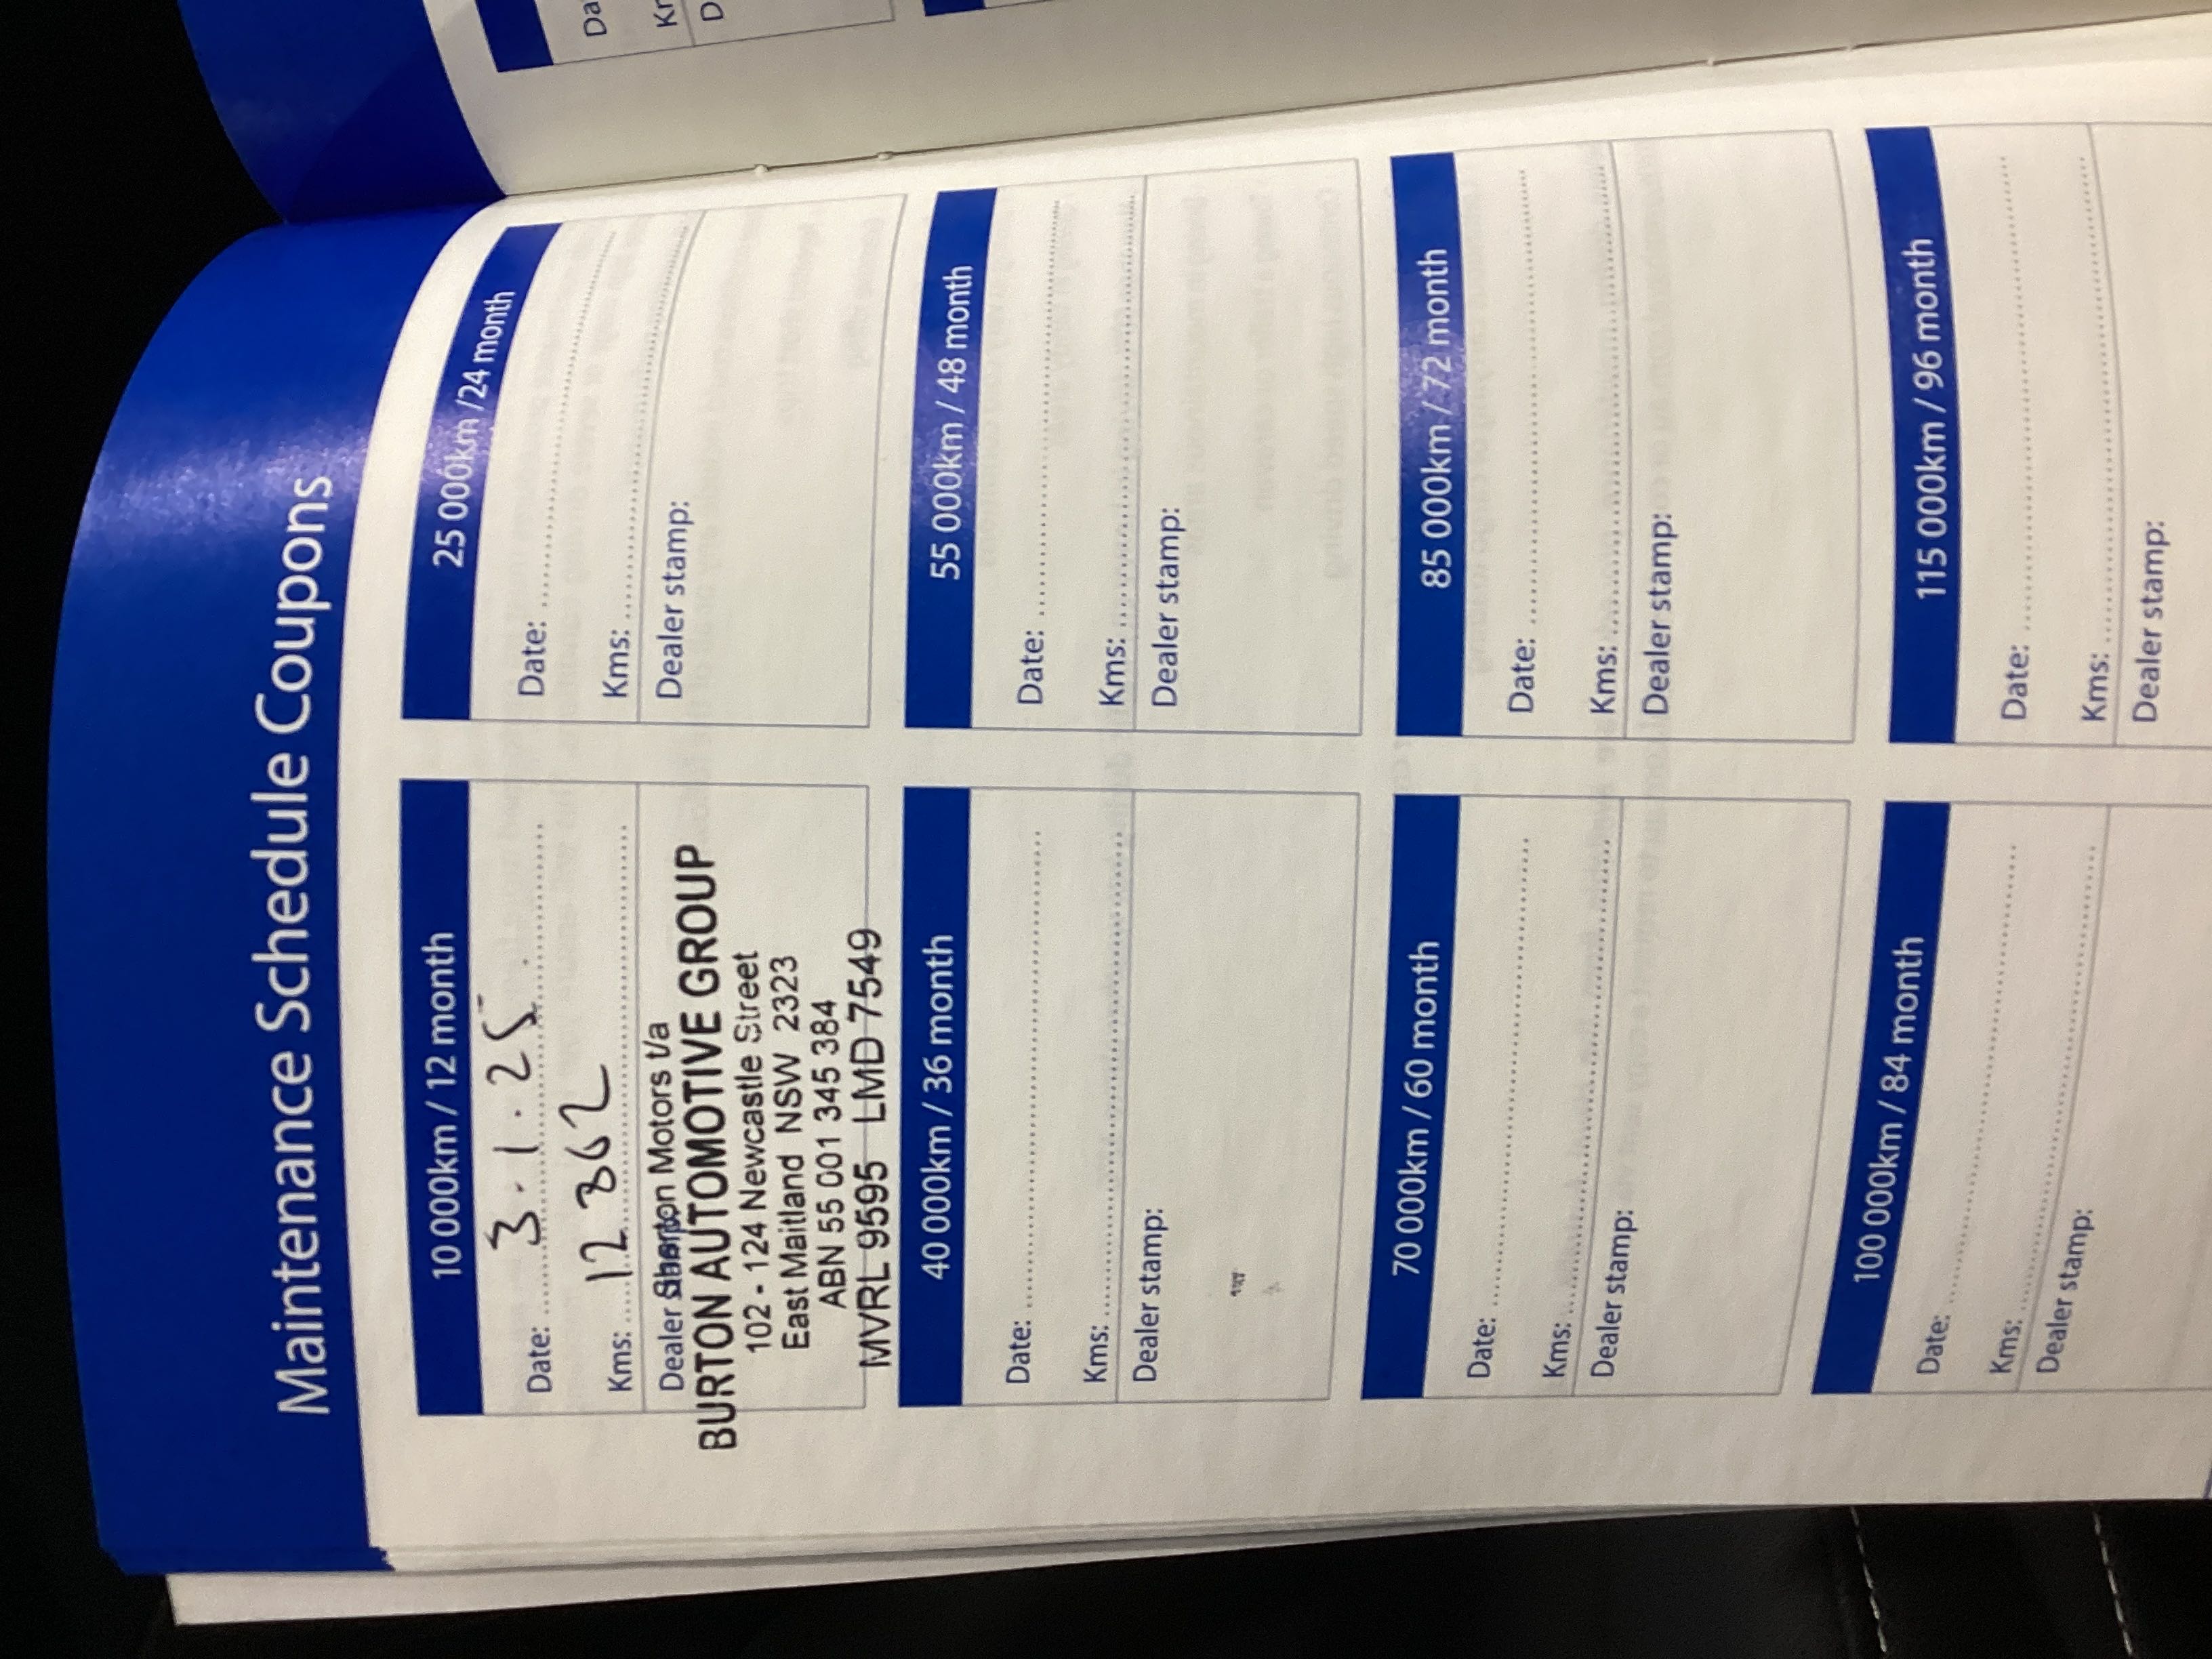 Maintenance Schedule Coupons
10 000km / 12 month
Date: 3.1.25
Kms: 12 862
Dealer
Sharton Motors t/a
BURTON AUTOMOTIVE GROUP
102 - 124 Newcastle Street
East Maitland NSW 2323
ABN 55 001 345 384
MVRL 9595 LMD 7549
25 000km /24 month
Date:
Kms:
Dealer stamp:
40 000km / 36 month
Date:
Kms:
Dealer stamp:
55 000km / 48 month
Date:
Kms:
Dealer stamp:
70 000km / 60 month
Date:
Kms:
Dealer stamp:
85 000km / 72 month
Date:
Kms:
Dealer stamp:
100 000km / 84 month
Date:
Kms:
Dealer stamp:
115 000km / 96 month
Date:
Kms:
Dealer stamp: